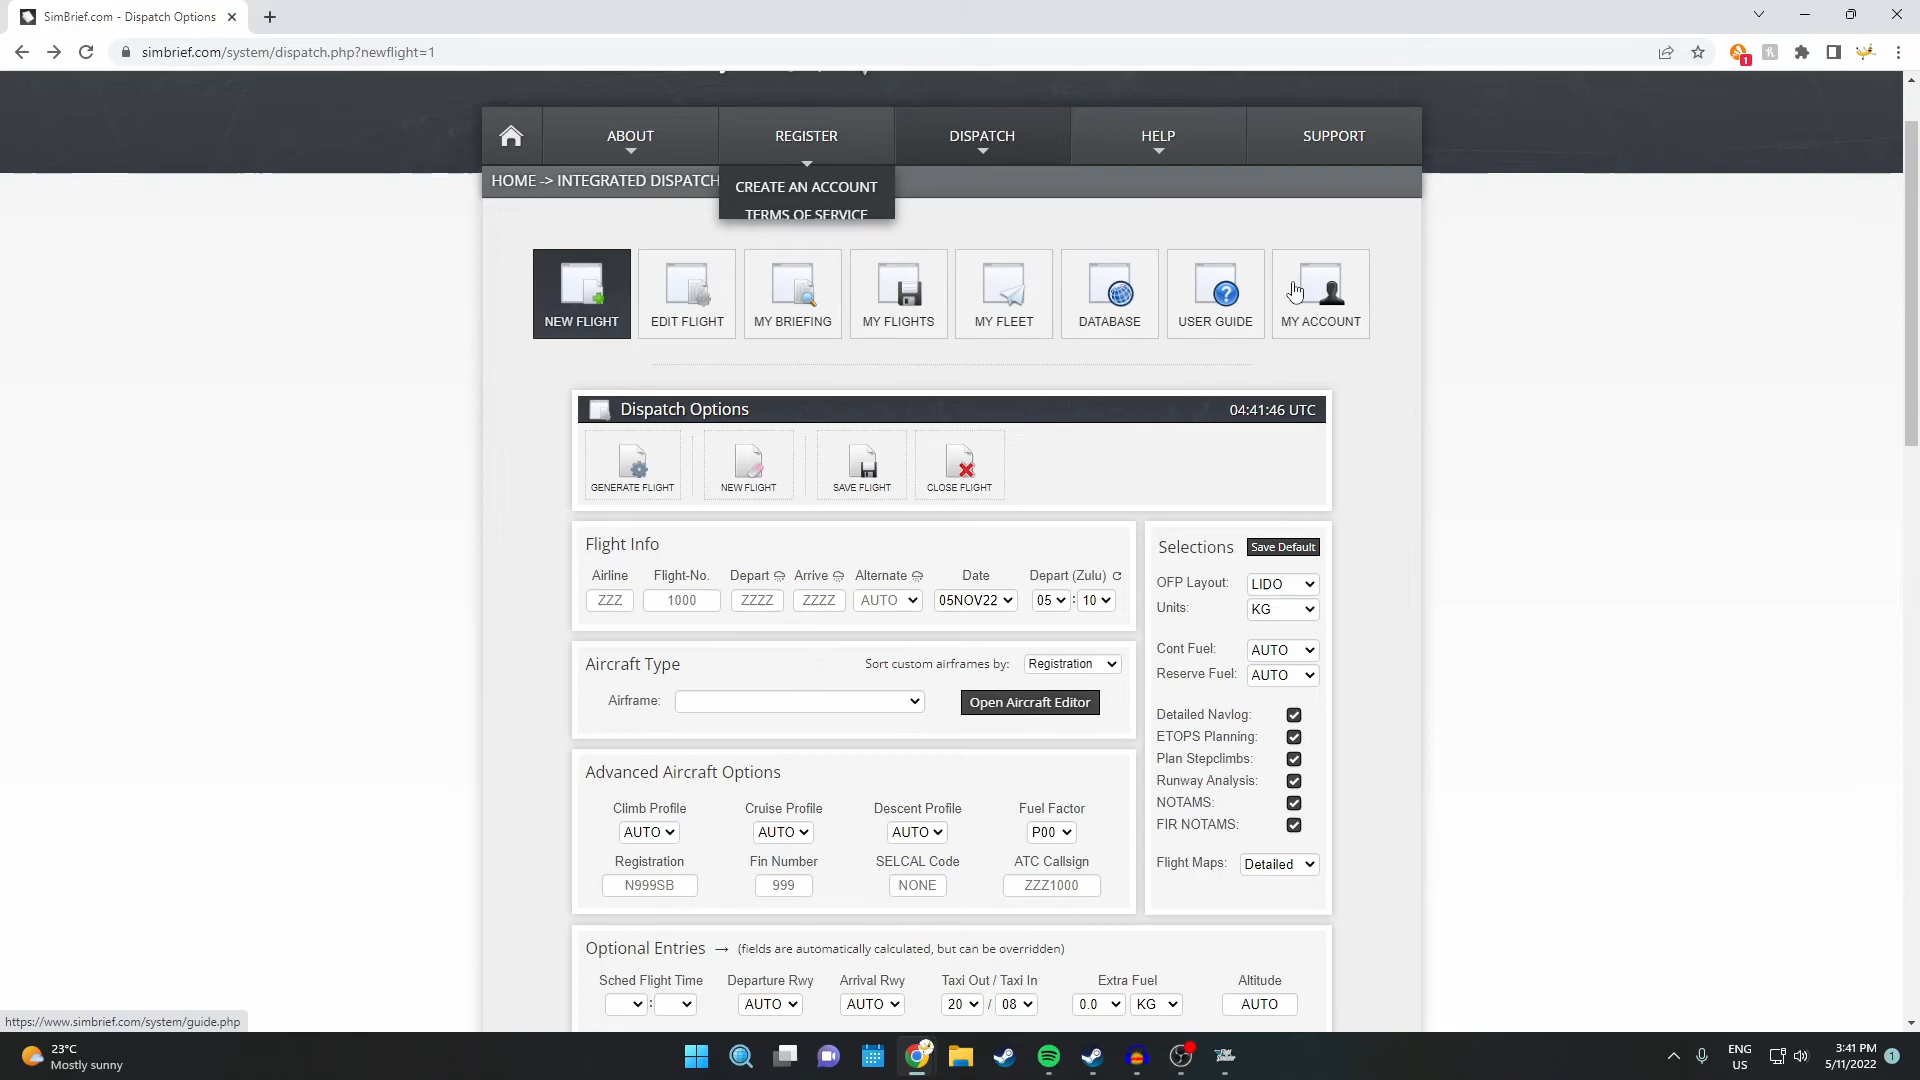 SimBrief.com - Dispatch Options
simbrief.com/system/dispatch.php?newflight=1
1
ABOUT
REGISTER
DISPATCH
HELP
SUPPORT
HOME -> INTEGRATED DISPATCH
CREATE AN ACCOUNT
TERMS OF SERVICE
NEW FLIGHT
EDIT FLIGHT
MY BRIEFING
MY FLIGHTS
MY FLEET
DATABASE
USER GUIDE
MY ACCOUNT
Dispatch Options
04:41:46 UTC
GENERATE FLIGHT
NEW FLIGHT
SAVE FLIGHT
CLOSE FLIGHT
Flight Info
Airline Flight-No. Depart Arrive Alternate Date Depart (Zulu)
ZZZ 1000 ZZZZ ZZZZ AUTO 05NOV22 05 : 10
Selections Save Default
OFP Layout: LIDO
Units: KG
Cont Fuel: AUTO
Reserve Fuel: AUTO
Detailed Navlog:
ETOPS Planning:
Plan Stepclimbs:
Runway Analysis:
NOTAMS:
FIR NOTAMS:
Flight Maps: Detailed
Aircraft Type
Sort custom airframes by: Registration
Airframe:
Open Aircraft Editor
Advanced Aircraft Options
Climb Profile Cruise Profile Descent Profile Fuel Factor
AUTO AUTO AUTO P00
Registration Fin Number SELCAL Code ATC Callsign
N999SB 999 NONE ZZZ1000
Optional Entries → (fields are automatically calculated, but can be overridden)
Sched Flight Time Departure Rwy Arrival Rwy Taxi Out / Taxi In Extra Fuel Altitude
: AUTO AUTO 20 / 08 0.0 KG AUTO
https://www.simbrief.com/system/guide.php
23°C
Mostly sunny
ENG
US
3:41 PM
5/11/2022
1